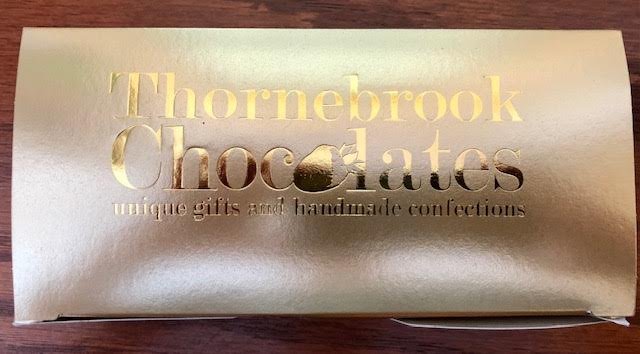 Thornebrook
Chocolates
unique gifts and handmade confections